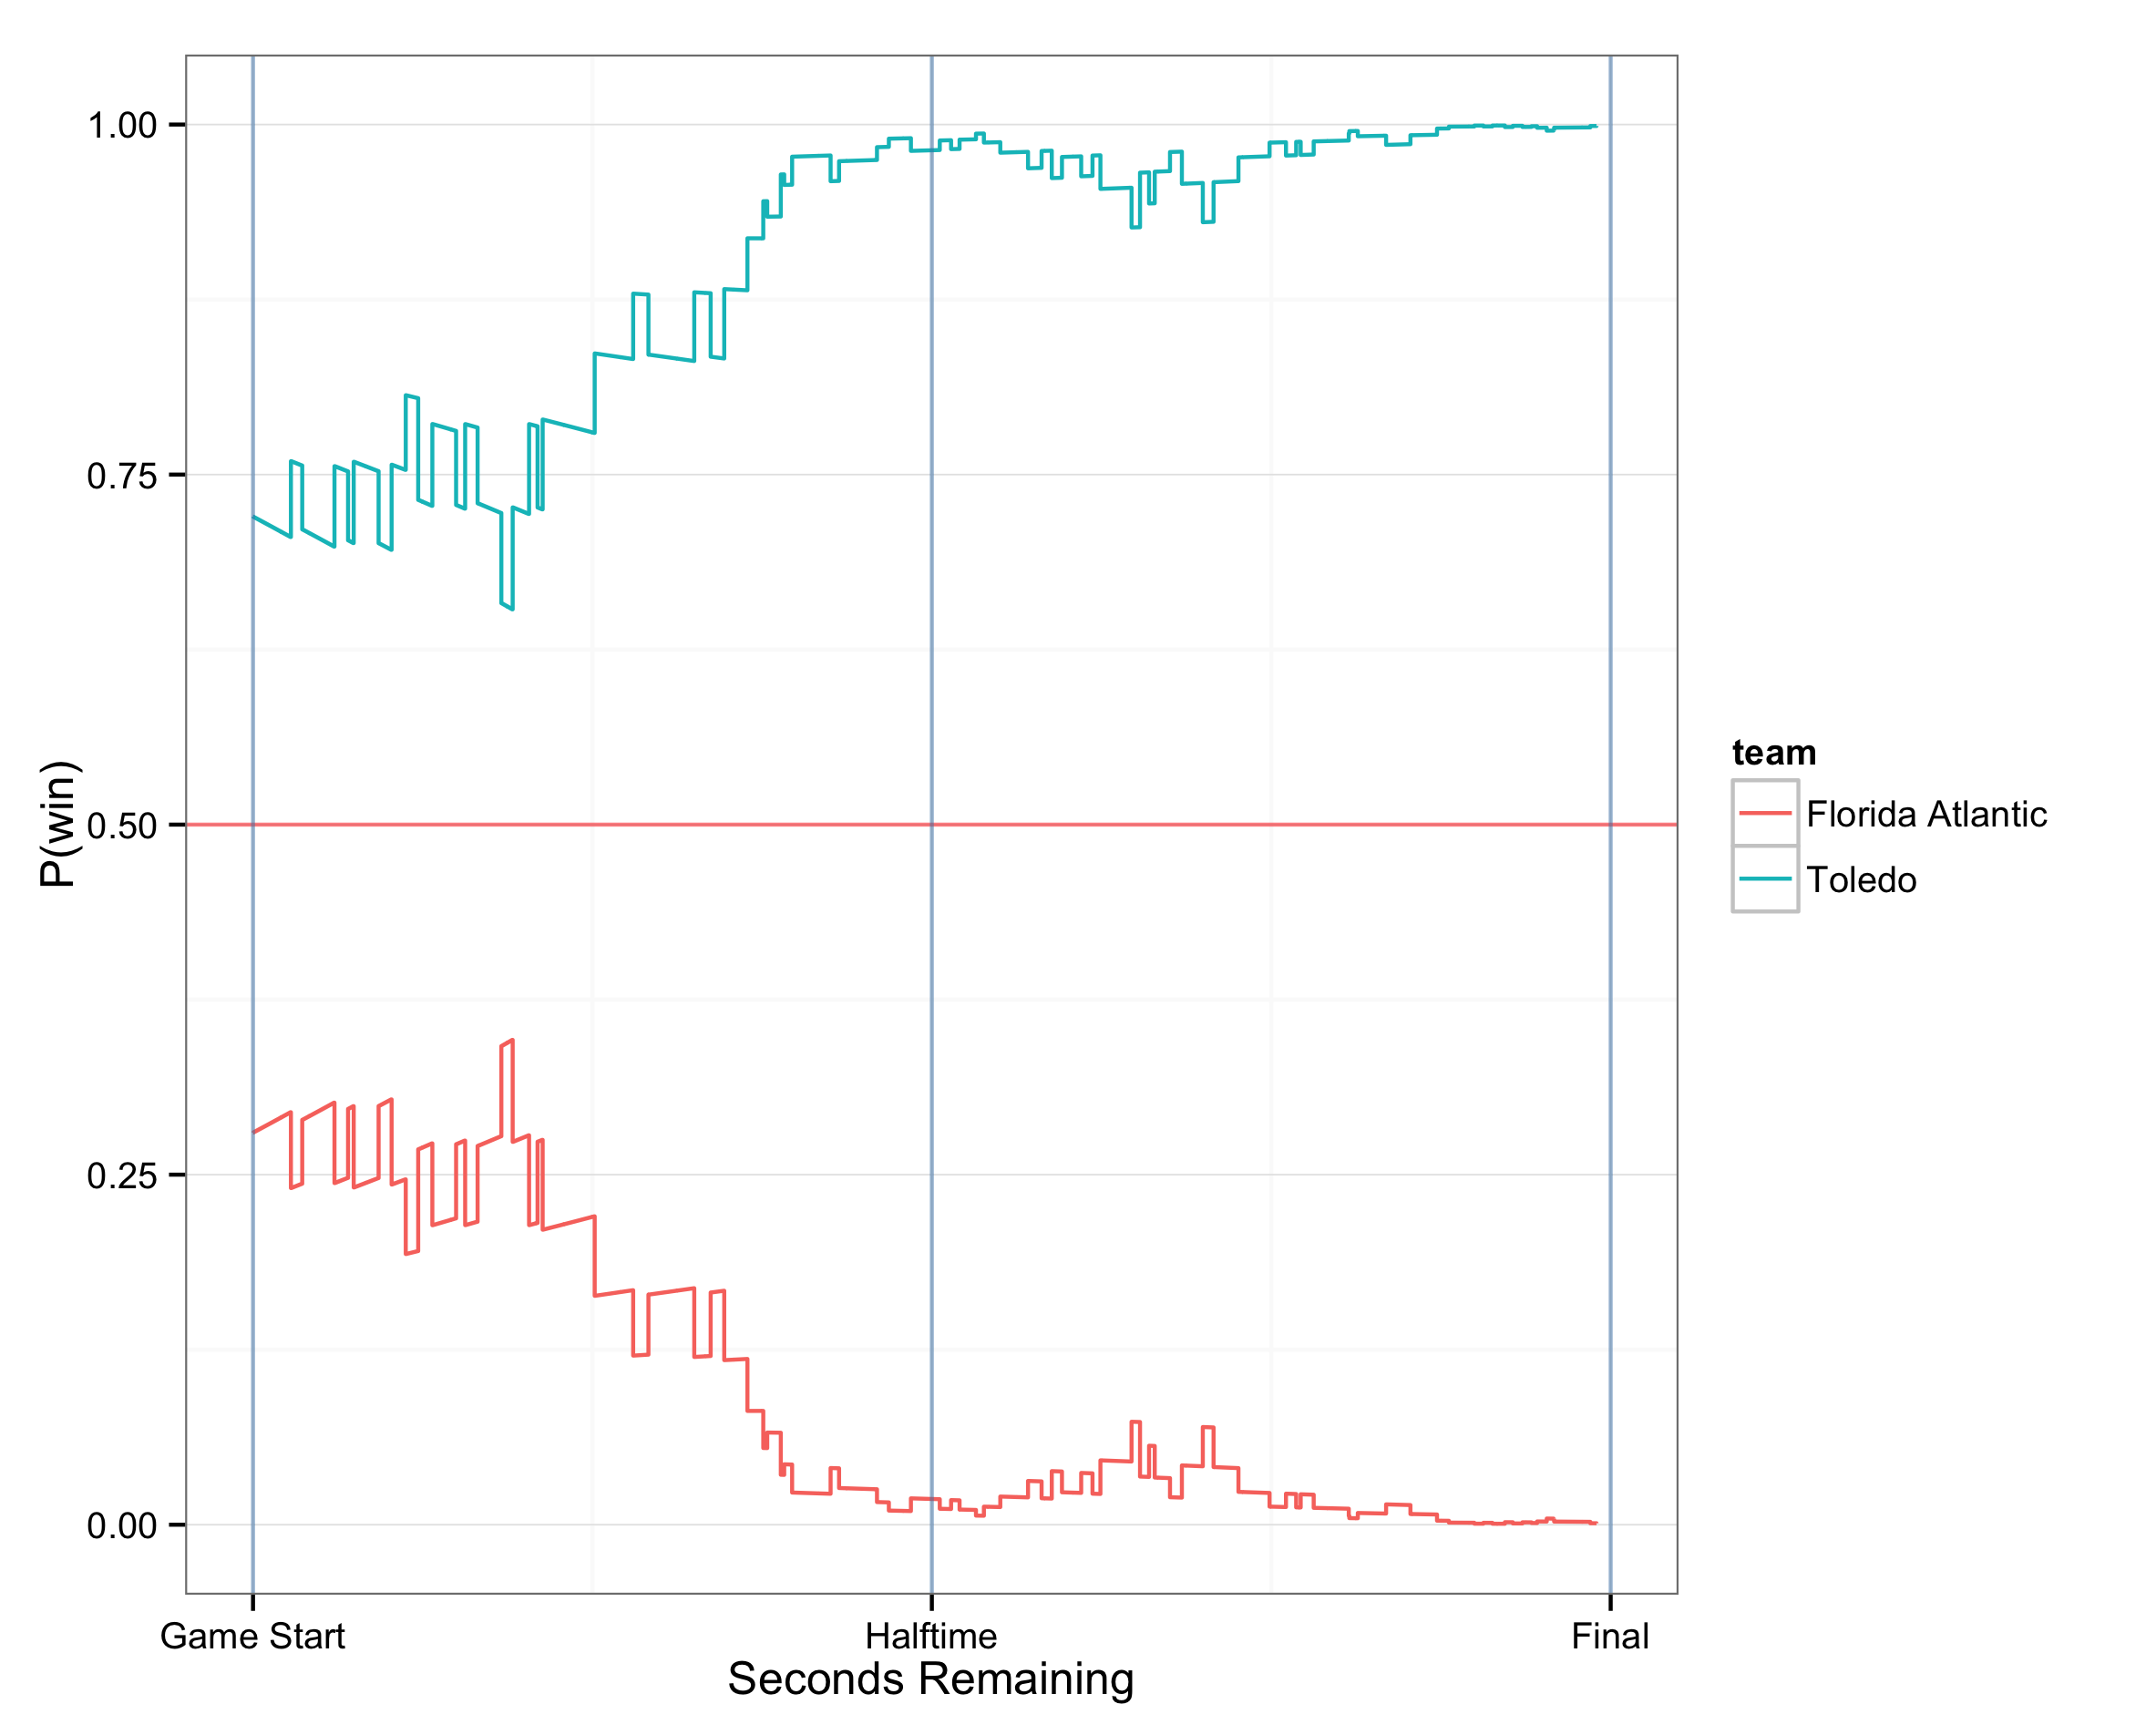 1.00
0.75
0.50
0.25
0.00
P(win)
Game Start
Halftime
Final
Seconds Remaining
team
Florida Atlantic
Toledo